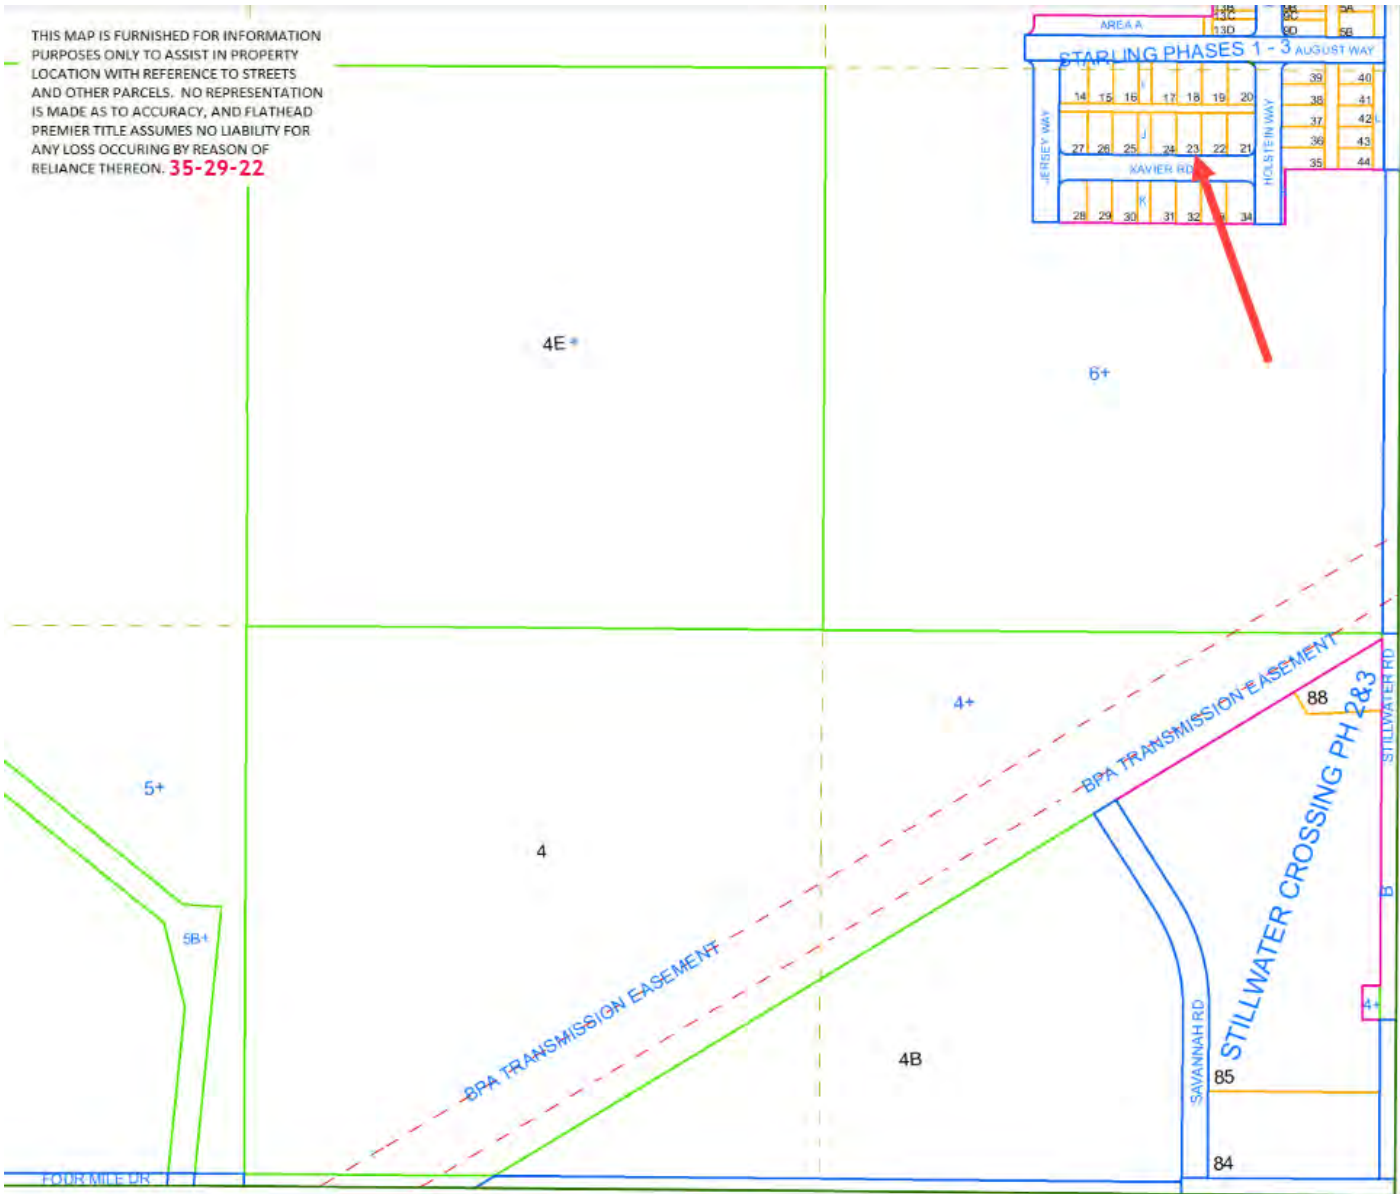 THIS MAP IS FURNISHED FOR INFORMATION
PURPOSES ONLY TO ASSIST IN PROPERTY
LOCATION WITH REFERENCE TO STREETS
AND OTHER PARCELS. NO REPRESENTATION
IS MADE AS TO ACCURACY, AND FLATHEAD
PREMIER TITLE ASSUMES NO LIABILITY FOR
ANY LOSS OCCURING BY REASON OF
RELIANCE THEREON. 35-29-22
13C 9C 5A
AREA A 13D 9D 5B
STARLING PHASES 1 - 3 AUGUST WAY
39 40
14 15 16 I 17 18 19 20 38 41
JERSEY WAY
HOLSTEIN WAY
37 42 L
J
36 43
27 26 25 24 23 22 21
35 44
XAVIER RD
K
28 29 30 31 32 34
4E *
6+
BPA TRANSMISSION EASEMENT
STILLWATER RD
88
4+
STILLWATER CROSSING PH 2&3
5+
4
B
5B+
BPA TRANSMISSION EASEMENT
4+
SAVANNAH RD
4B
85
84
FOUR MILE DR